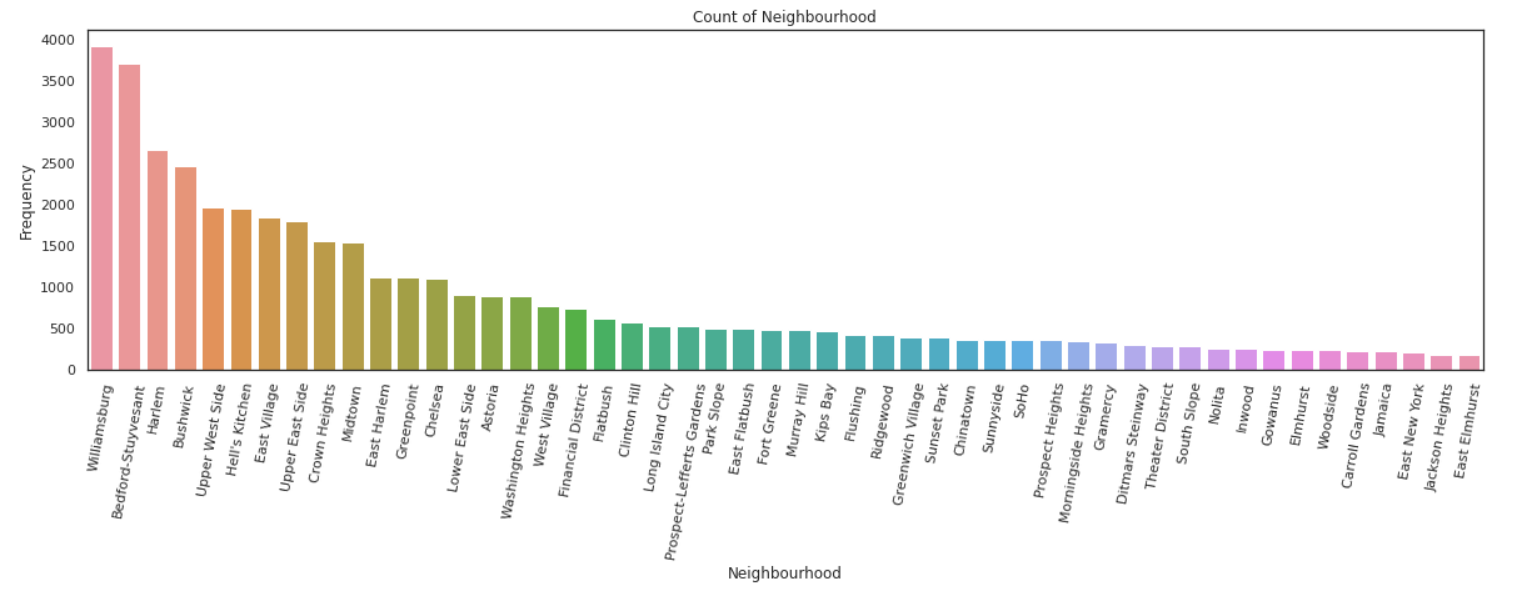 Count of Neighbourhood
Frequency
4000
3500
3000
2500
2000
1500
1000
500
0
Williamsburg
Bedford-Stuyvesant
Harlem
Bushwick
Upper West Side
Hell's Kitchen
East Village
Upper East Side
Crown Heights
Midtown
East Harlem
Greenpoint
Chelsea
Lower East Side
Astoria
Washington Heights
West Village
Financial District
Flatbush
Clinton Hill
Long Island City
Prospect-Lefferts Gardens
Park Slope
East Flatbush
Fort Greene
Murray Hill
Kips Bay
Flushing
Ridgewood
Greenwich Village
Sunset Park
Chinatown
Sunnyside
SoHo
Prospect Heights
Morningside Heights
Gramercy
Ditmars Steinway
Theater District
South Slope
Nolita
Inwood
Gowanus
Elmhurst
Woodside
Carroll Gardens
Jamaica
East New York
Jackson Heights
East Elmhurst
Neighbourhood